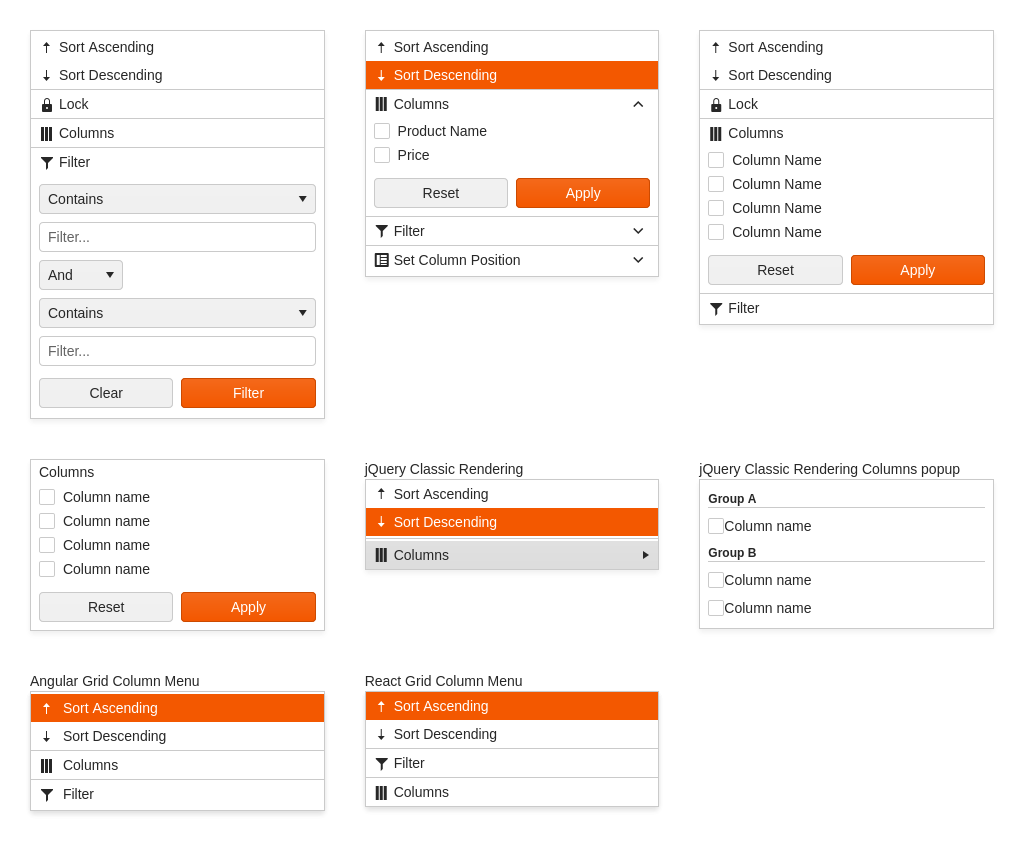 Sort Ascending
Sort Descending
Lock
Columns
Filter
Contains
Filter...
And
Contains
Filter...
Clear
Filter
Sort Ascending
Sort Descending
Columns
Product Name
Price
Reset
Apply
Filter
Set Column Position
Sort Ascending
Sort Descending
Lock
Columns
Column Name
Column Name
Column Name
Column Name
Reset
Apply
Filter
Columns
Column name
Column name
Column name
Column name
Reset
Apply
jQuery Classic Rendering
Sort Ascending
Sort Descending
Columns
jQuery Classic Rendering Columns popup
Group A
Column name
Group B
Column name
Column name
Angular Grid Column Menu
Sort Ascending
Sort Descending
Columns
Filter
React Grid Column Menu
Sort Ascending
Sort Descending
Filter
Columns